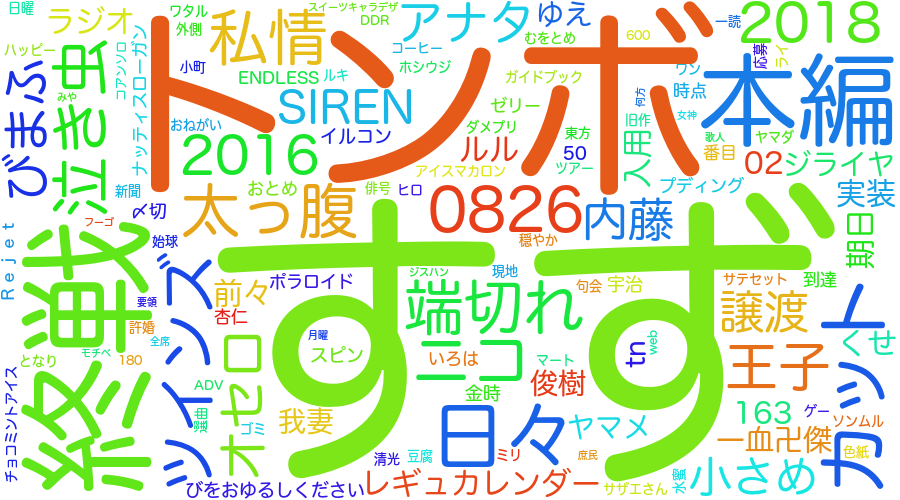 日曜
ラジオ
ワタル
外側
私情
スイーツキャラデザ
DDR
アナタ
ゆえ
一読
2018
ハッピー
小町
コーヒー
むをとめ
600
応募
ライ
びまふ
泣き虫
みや
コアンソロ
ナッティスローガン
ENDLESS
ルキ
ホシウジ
ガイドブック
ワン
本編
トンボ
SIREN
時点
何方
女神
おねがい
イルコン
ゼリー
ダメプリ
東方
旧作
歌人
ヤマダ
番目
2016
ルル
50
ツアー
入用
02
ジライヤ
新聞
おとめ
俳号
ヒロ
アイスマカロン
プディング
実装
〆切
太っ腹
0826
内藤
期日
フーゴ
始球
穏やか
Rejet
終戦
要領
ズ
ポラロイド
ジスハン
現地
句会
宇治
サテセット
到達
すず
前々
杏仁
端切れ
譲渡
許婚
全席
月曜
ツインズ
オセロ
スピン
ニコ
いろは
マート
tn
web
カット
くせ
となり
モチベ
180
ADV
金時
俊樹
王子
チョコミントアイス
選曲
ゴミ
我妻
日々
ヤマメ
163
ゲー
ソンムル
一血卍傑
清光
豆腐
ミリ
庶民
色紙
びをおゆるしください
レギュカレンダー
サザエさん
水霊
小さめ